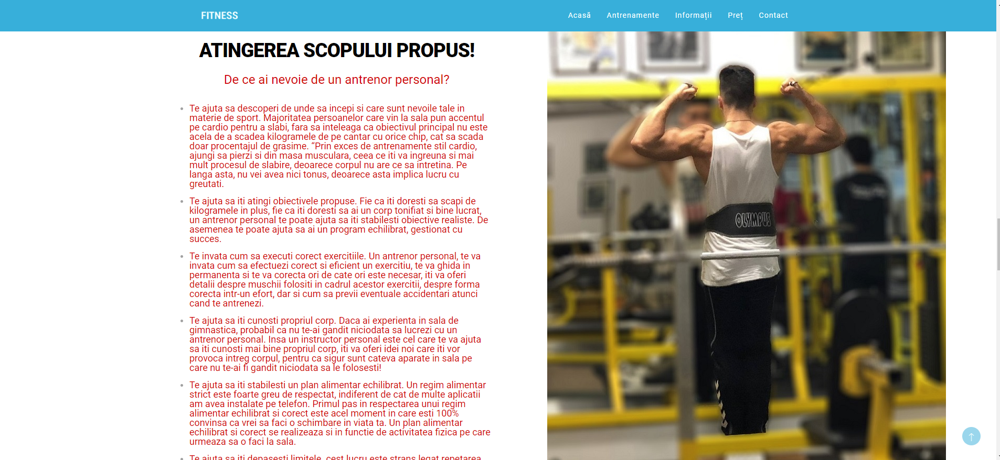 FITNESS
Acasă Antrenamente Informații Preț Contact
ATINGEREA SCOPULUI PROPUS!
De ce ai nevoie de un antrenor personal?
Te ajuta sa descoperi de unde sa incepi si care sunt nevoile tale in
materie de sport. Majoritatea persoanelor care vin la sala pun accentul
pe cardio pentru a slabi, fara sa inteleaga ca obiectivul principal nu este
acela de a scadea kilogramele de pe cantar cu orice chip, cat sa scada
doar procentajul de grasime. “Prin exces de antrenamente stil cardio,
ajungi sa pierzi si din masa musculara, ceea ce iti va ingreuna si mai
mult procesul de slabire, deoarece corpul nu are ce sa intretina. Pe
langa asta, nu vei avea nici tonus, deoarece asta implica lucru cu
greutati.
Te ajuta sa iti atingi obiectivele propuse. Fie ca iti doresti sa scapi de
kilogramele in plus, fie ca iti doresti sa ai un corp tonifiat si bine lucrat,
un antrenor personal te poate ajuta sa iti stabilesti obiective realiste. De
asemenea te poate ajuta sa ai un program echilibrat, gestionat cu
succes.
Te invata cum sa executi corect exercitiile. Un antrenor personal, te va
invata cum sa efectuezi corect si eficient un exercitiu, te va ghida in
permanenta si te va corecta ori de cate ori este necesar, iti va oferi
detalii despre muschii folositi in cadrul acestor exercitii, despre forma
corecta intr-un efort, dar si cum sa previi eventuale accidentari atunci
cand te antrenezi.
Te ajuta sa iti cunosti propriul corp. Daca ai experienta in sala de
gimnastica, probabil ca nu te-ai gandit niciodata sa lucrezi cu un
antrenor personal. Insa un instructor personal este cel care te va ajuta
sa iti cunosti mai bine propriul corp, iti va oferi idei noi care iti vor
provoca intreg corpul, pentru ca sigur sunt cateva aparate in sala pe
care nu te-ai fi gandit niciodata sa le folosesti!
Te ajuta sa iti stabilesti un plan alimentar echilibrat. Un regim alimentar
strict este foarte greu de respectat, indiferent de cat de multe aplicatii
am avea instalate pe telefon. Primul pas in respectarea unui regim
alimentar echilibrat si corect este acel moment in care esti 100%
convinsa ca vrei sa faci o schimbare in viata ta. Un plan alimentar
echilibrat si corect se realizeaza si in functie de activitatea fizica pe care
urmeaza sa o faci la sala.
Te ajuta sa iti depasesti limitele, cest lucru este strans legat repetarea
OLYMPUS